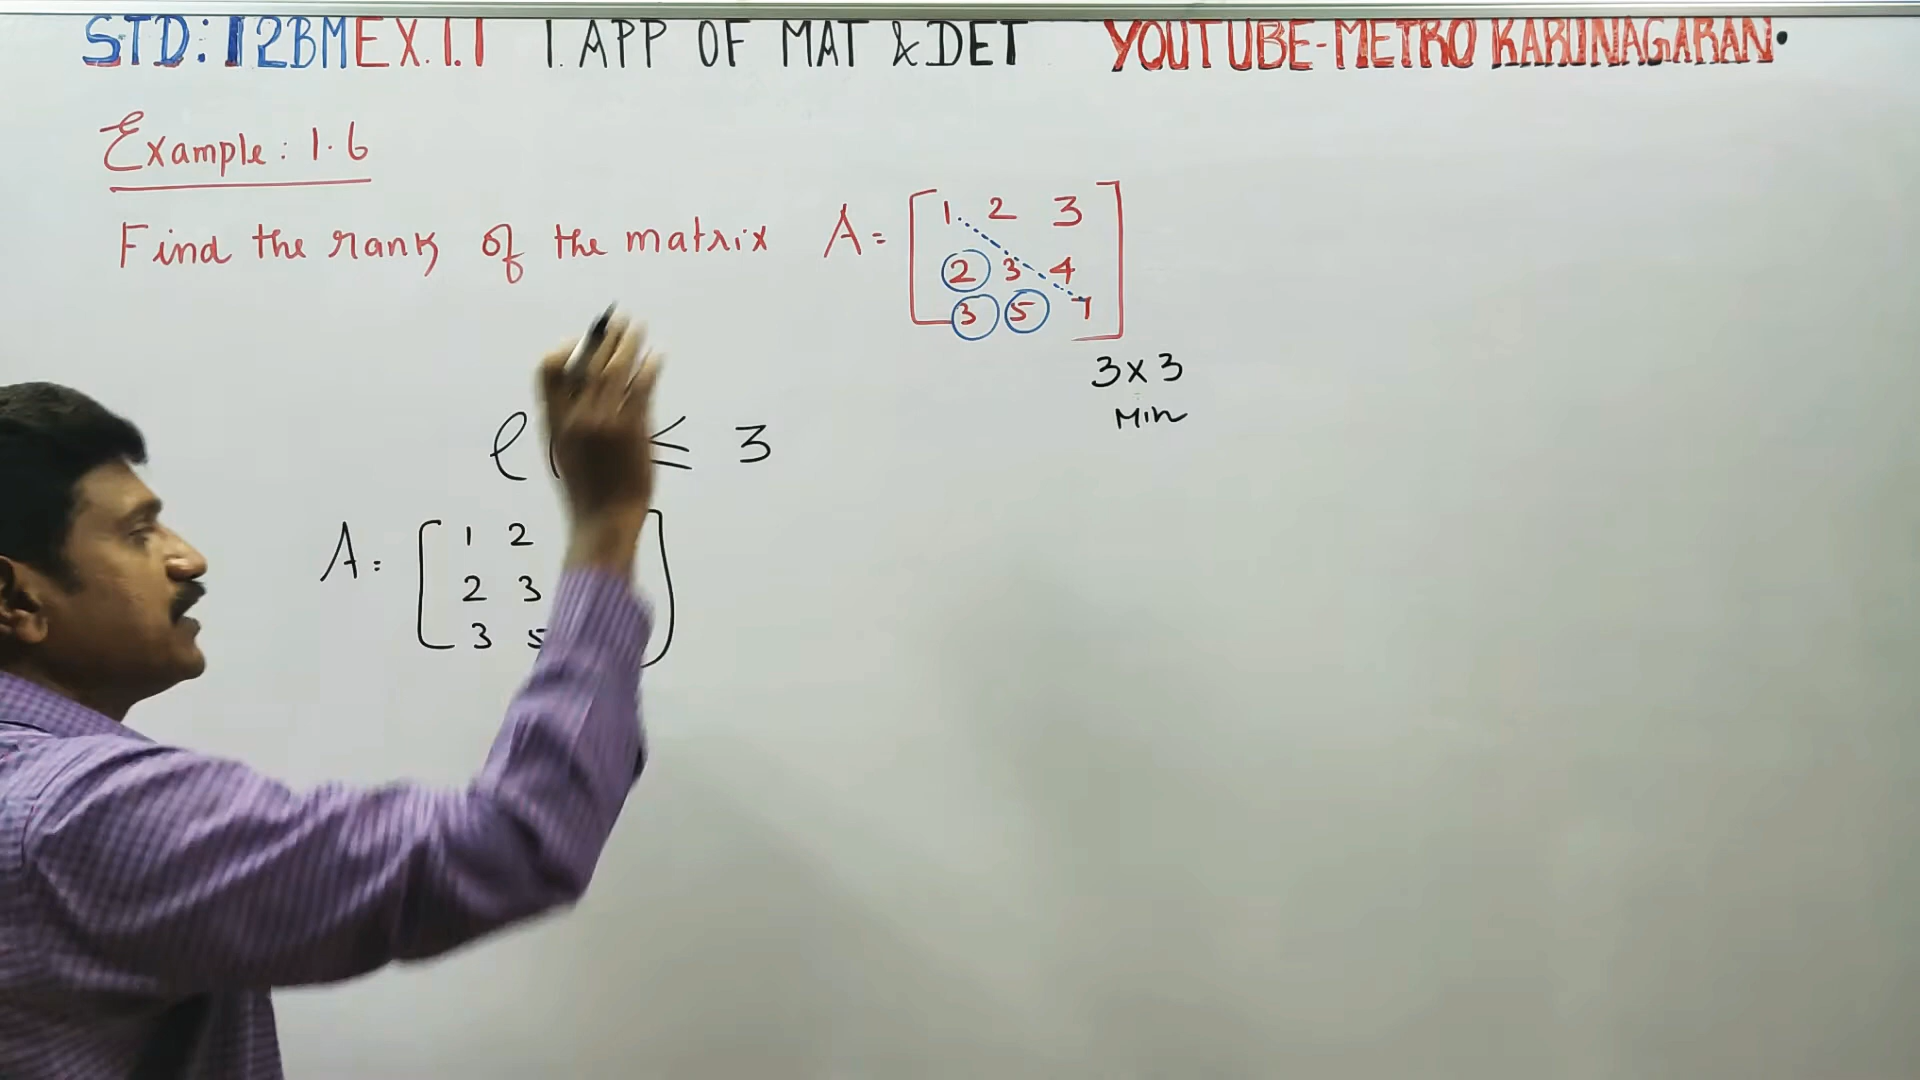 STD: 12BM EX.1.1 1. APP OF MAT & DET YOUTUBE-METRO KARUNAGARAN.
Example: 1.6
Find the rank of the matrix A = [1 2 3
2 3 4
3 5 7]
3x3
Min
≤ 3
A = [1 2
2 3
3 5